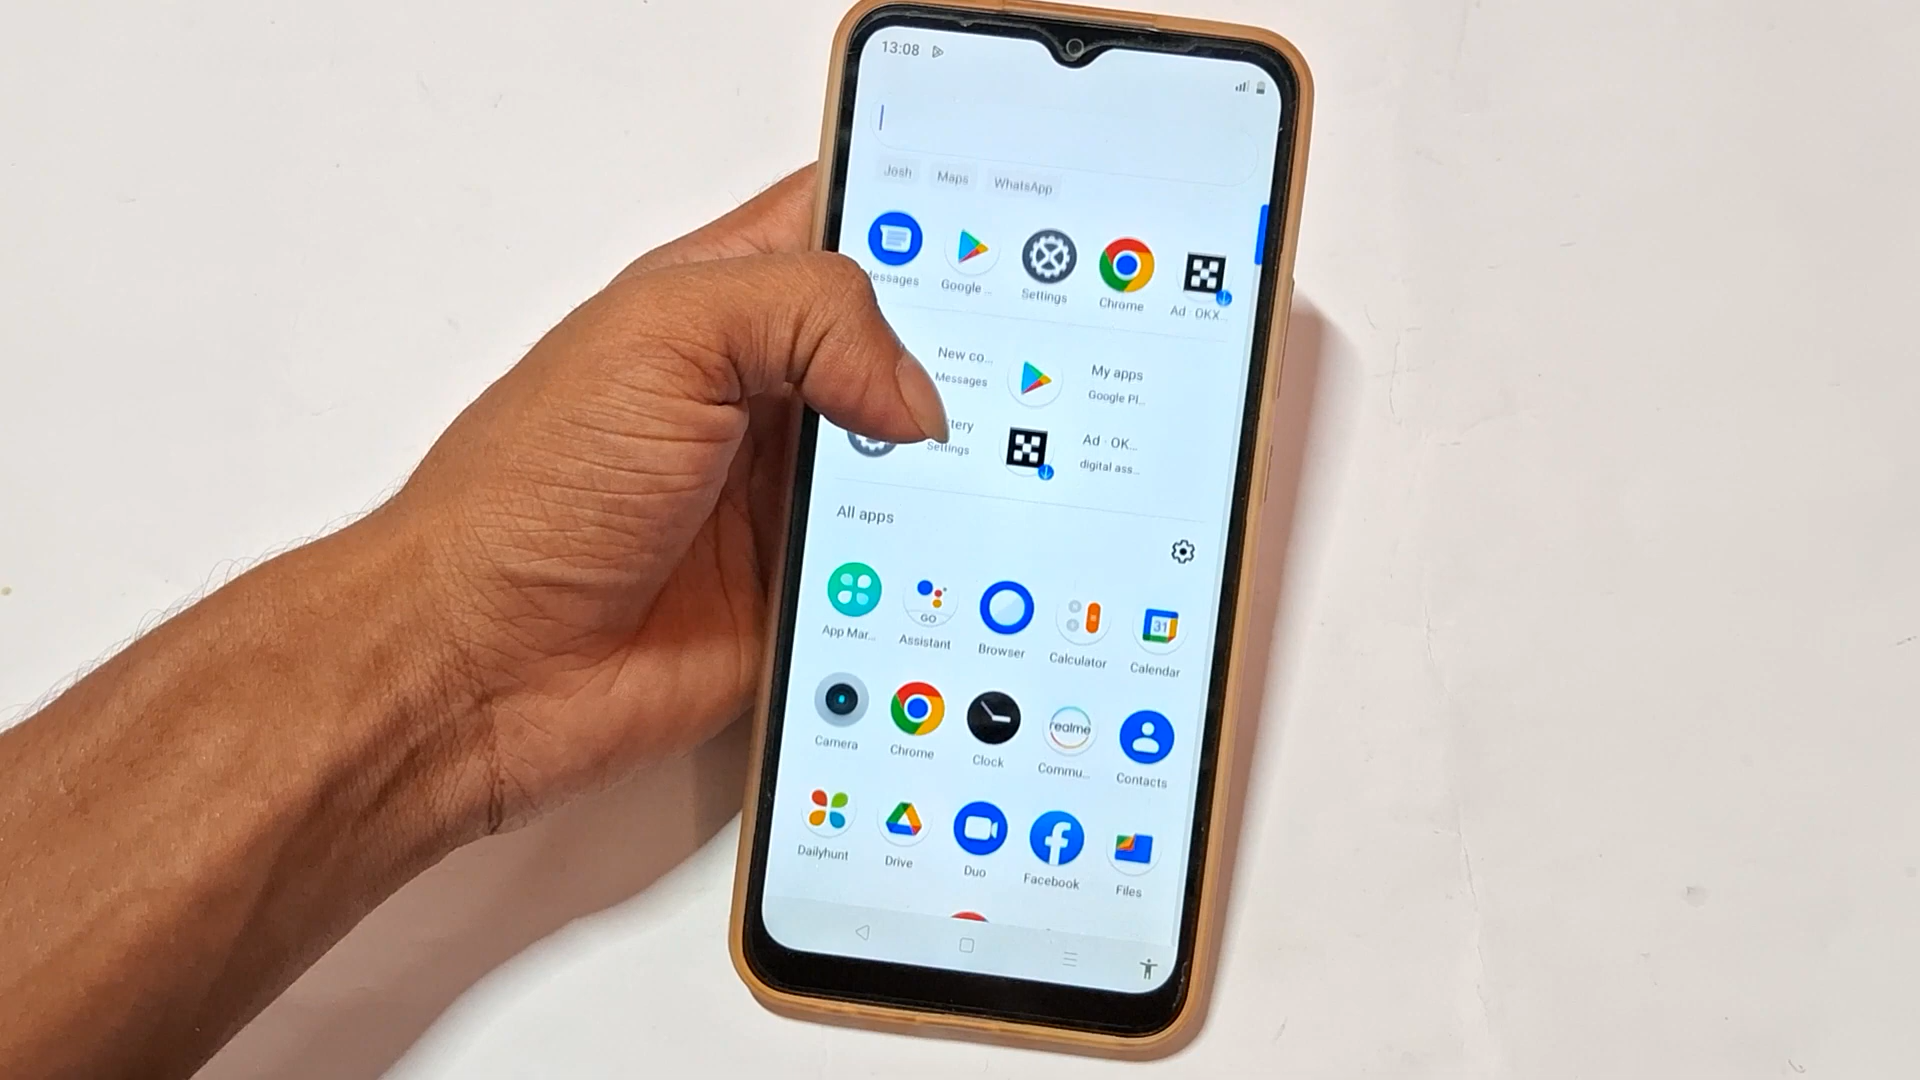 13:08
Josh Maps WhatsApp
essages Google ... Settings Chrome Ad · OKX...
New co... My apps
Messages Google Pl...
tery Ad · OK...
Settings digital ass...
All apps
GO 31
App Mar... Assistant Browser Calculator Calendar
realme
Camera Chrome Clock Commu... Contacts
Dailyhunt Drive Duo Facebook Files